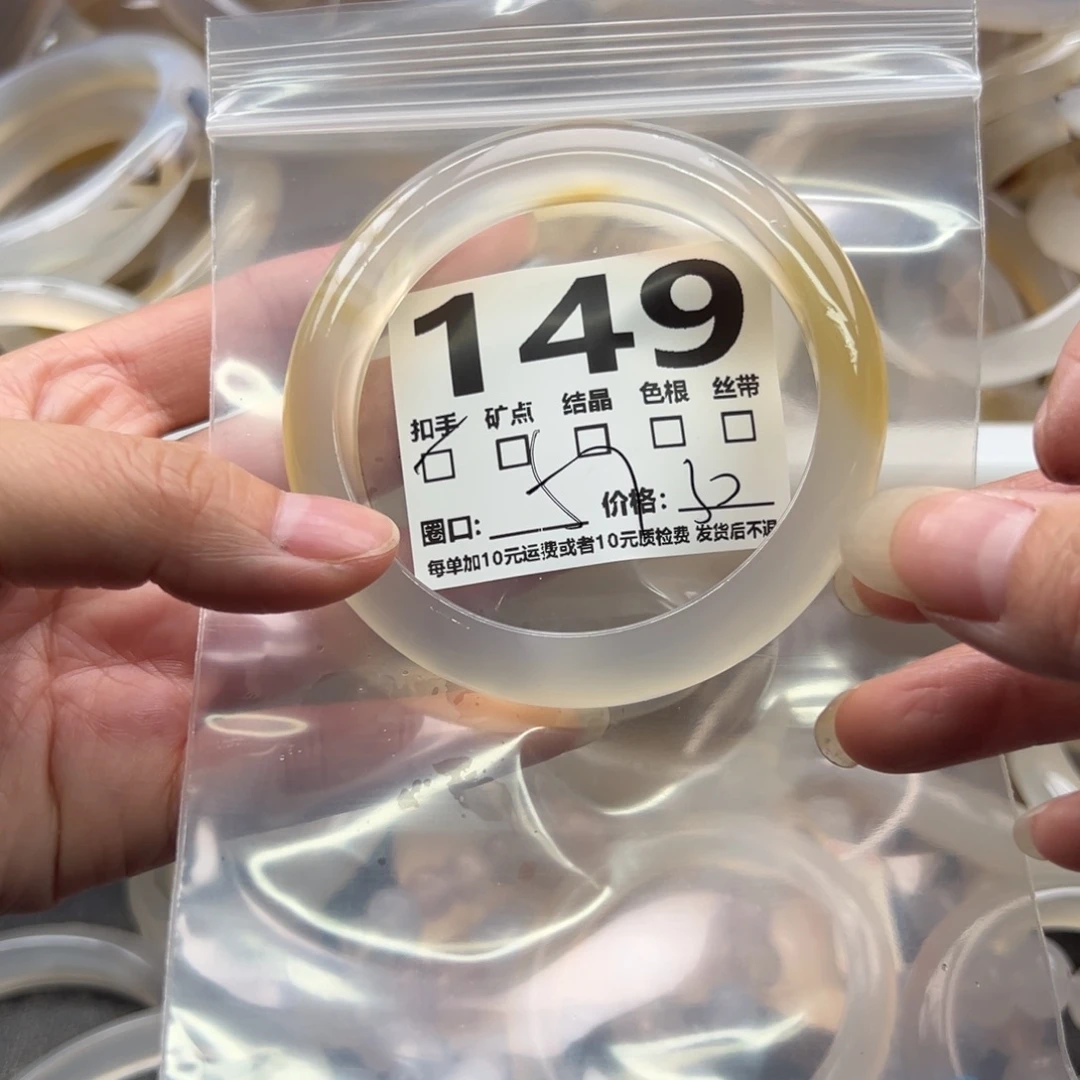 149
扣手 矿点 结晶 色根 丝带
圈口: 价格:
每单加10元运费或者10元质检费 发货后不退